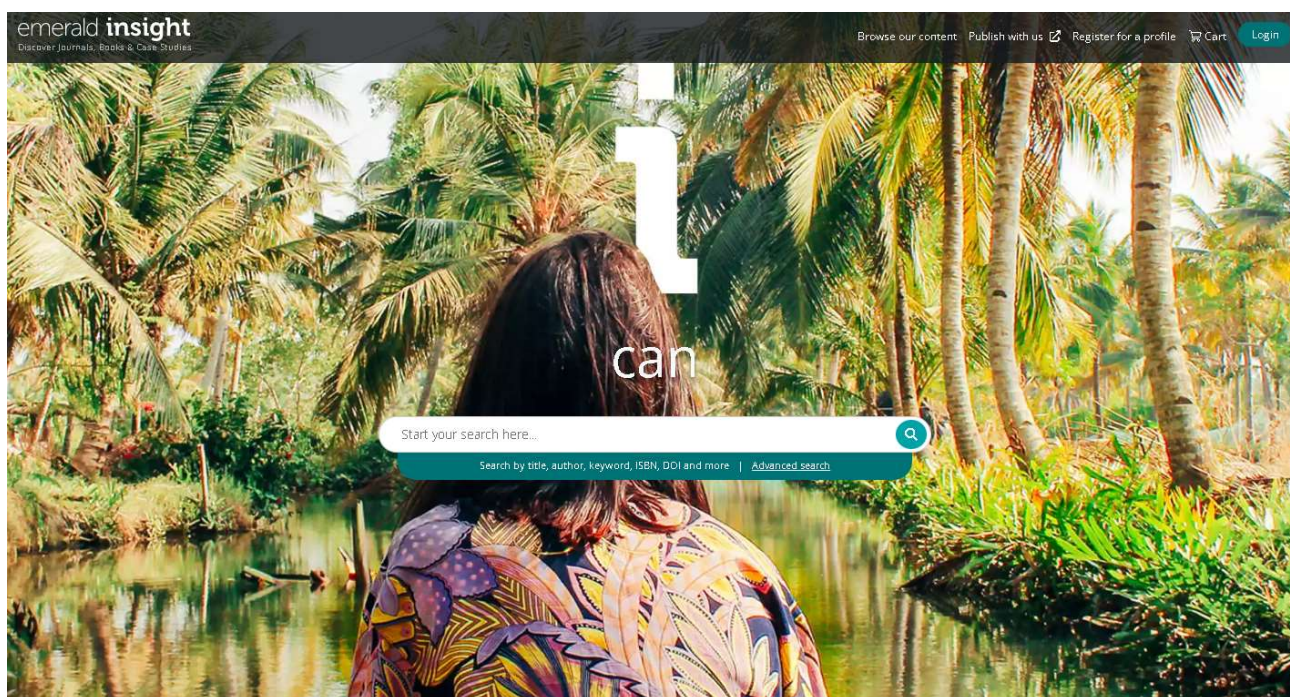 emerald insight
Discover Journals, Books & Case Studies
Browse our content Publish with us Register for a profile Cart Login
i
can
Start your search here...
Search by title, author, keyword, ISBN, DOI and more | Advanced search